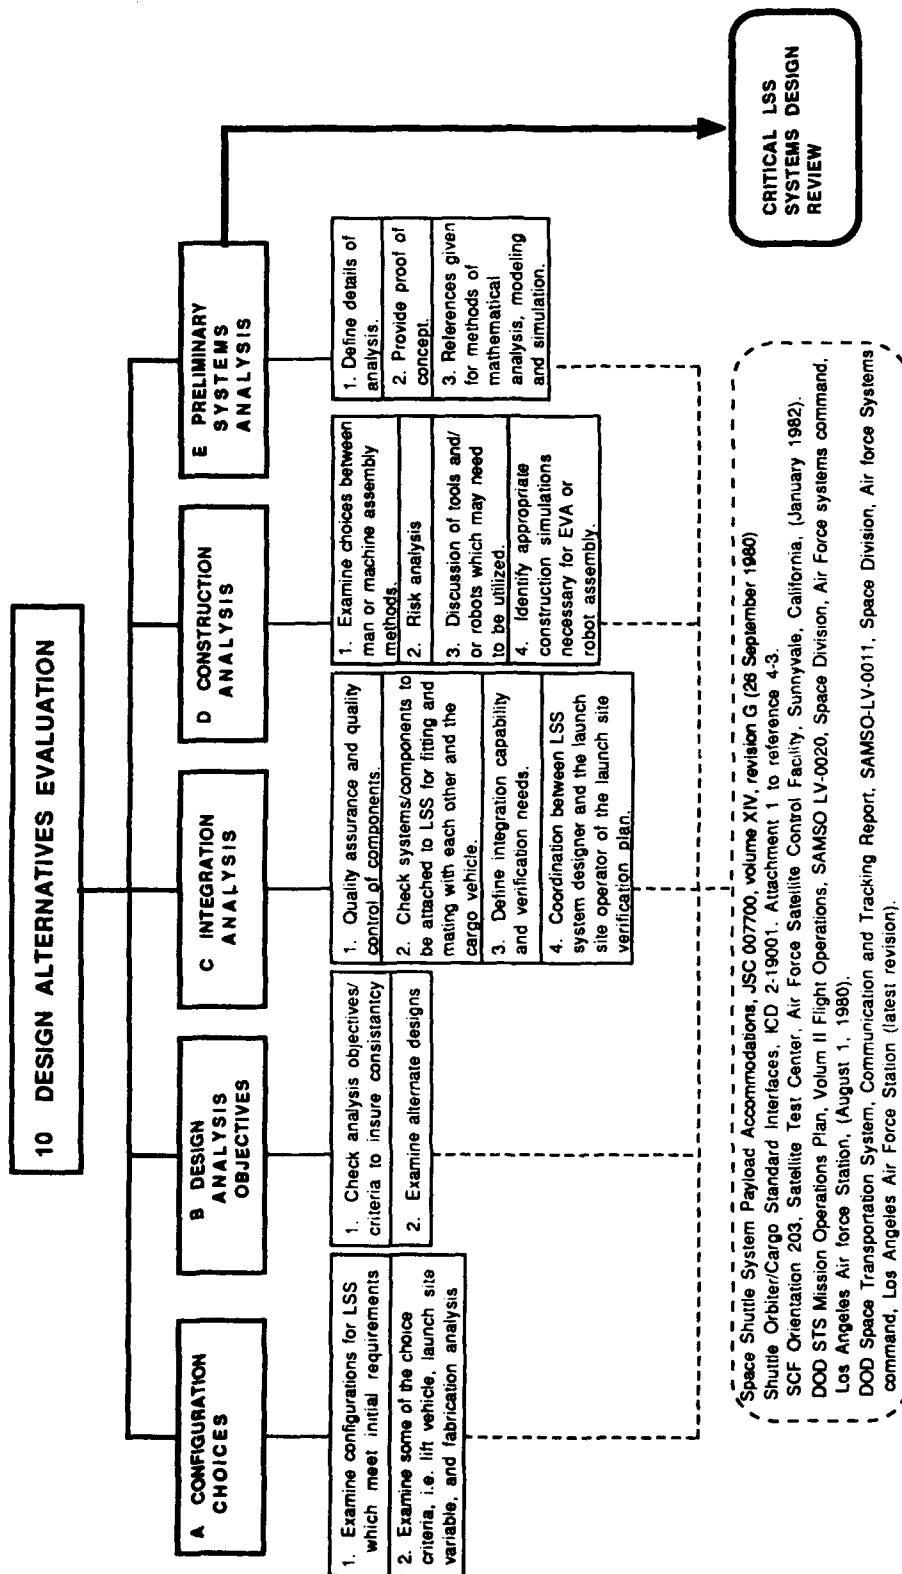 10 DESIGN ALTERNATIVES EVALUATION
A CONFIGURATION
CHOICES
1. Examine configurations for LSS
which meet initial requirements
2. Examine some of the choice
criteria, i.e. lift vehicle, launch site
variable, and fabrication analysis
B DESIGN
ANALYSIS
OBJECTIVES
1. Check analysis objectives/
criteria to insure consistantcy
2. Examine alternate designs
C INTEGRATION
ANALYSIS
1. Quality assurance and quality
control of components.
2. Check systems/components to
be attached to LSS for fitting and
mating with each other and the
cargo vehicle.
3. Define integration capability
and verification needs.
4. Coordination between LSS
system designer and the launch
site operator of the launch site
verification plan.
D CONSTRUCTION
ANALYSIS
1. Examine choices between
man or machine assembly
methods.
2. Risk analysis
3. Discussion of tools and/
or robots which may need
to be utilized.
4. Identify appropriate
construction simulations
necessary for EVA or
robot assembly.
E PRELIMINARY
SYSTEMS
ANALYSIS
1. Define details of
analysis.
2. Provide proof of
concept.
3. References given
for methods of
mathematical
analysis, modeling
and simulation.
Space Shuttle System Payload Accommodations, JSC 007700, volume XIV, revision G (26 September 1980)
Shuttle Orbiter/Cargo Standard Interfaces, ICD 2-19001, Attachment 1 to reference 4-3.
SCF Orientation 203, Satellite Test Center, Air Force Satellite Control Facility, Sunnyvale, California, (January 1982).
DOD STS Mission Operations Plan, Volum II Flight Operations, SAMSO LV-0020, Space Division, Air Force systems command,
Los Angeles Air force Station, (August 1, 1980).
DOD Space Transportation System, Communication and Tracking Report, SAMSO-LV-0011, Space Division, Air force Systems
command, Los Angeles Air Force Station (latest revision).
CRITICAL LSS
SYSTEMS DESIGN
REVIEW